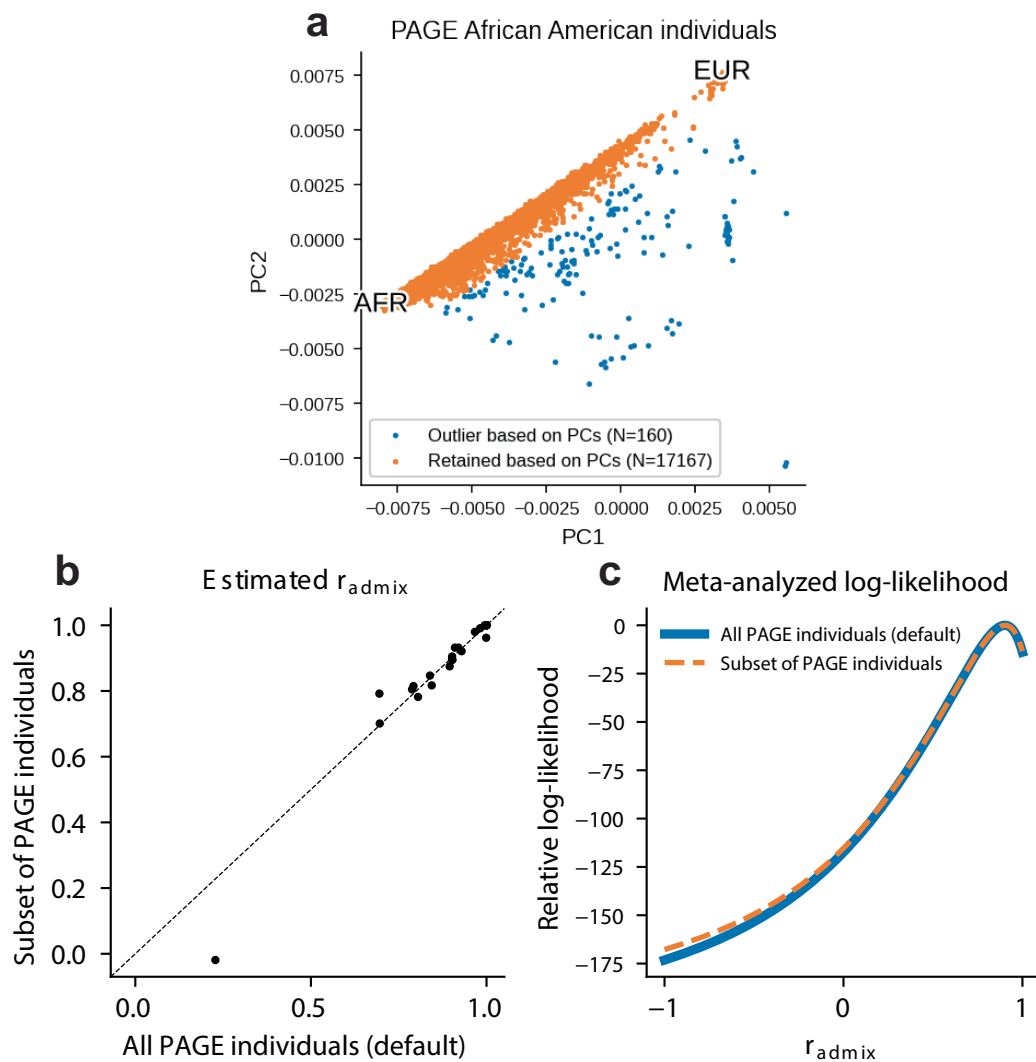 a
PAGE African American individuals
EUR
AFR
0.0075
0.0050
0.0025
0.0000
−0.0025
−0.0050
−0.0075
−0.0100
PC2
Outlier based on PCs (N=160)
Retained based on PCs (N=17167)
−0.0075 −0.0050 −0.0025 0.0000 0.0025 0.0050
PC1
b
Estimated r_admix
1.0
0.8
0.6
0.4
0.2
0.0
Subset of PAGE individuals
0.0 0.5 1.0
All PAGE individuals (default)
c
Meta-analyzed log-likelihood
All PAGE individuals (default)
Subset of PAGE individuals
0
−25
−50
−75
−100
−125
−150
−175
Relative log-likelihood
−1 0 1
r_admix